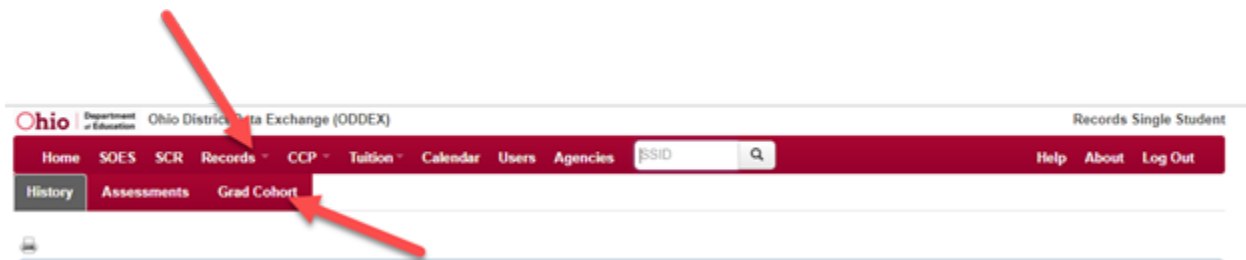 Ohio Department of Education Ohio District Data Exchange (ODDEX) Records Single Student
Home SOES SCR Records CCP Tuition Calendar Users Agencies SSID Help About Log Out
History Assessments Grad Cohort